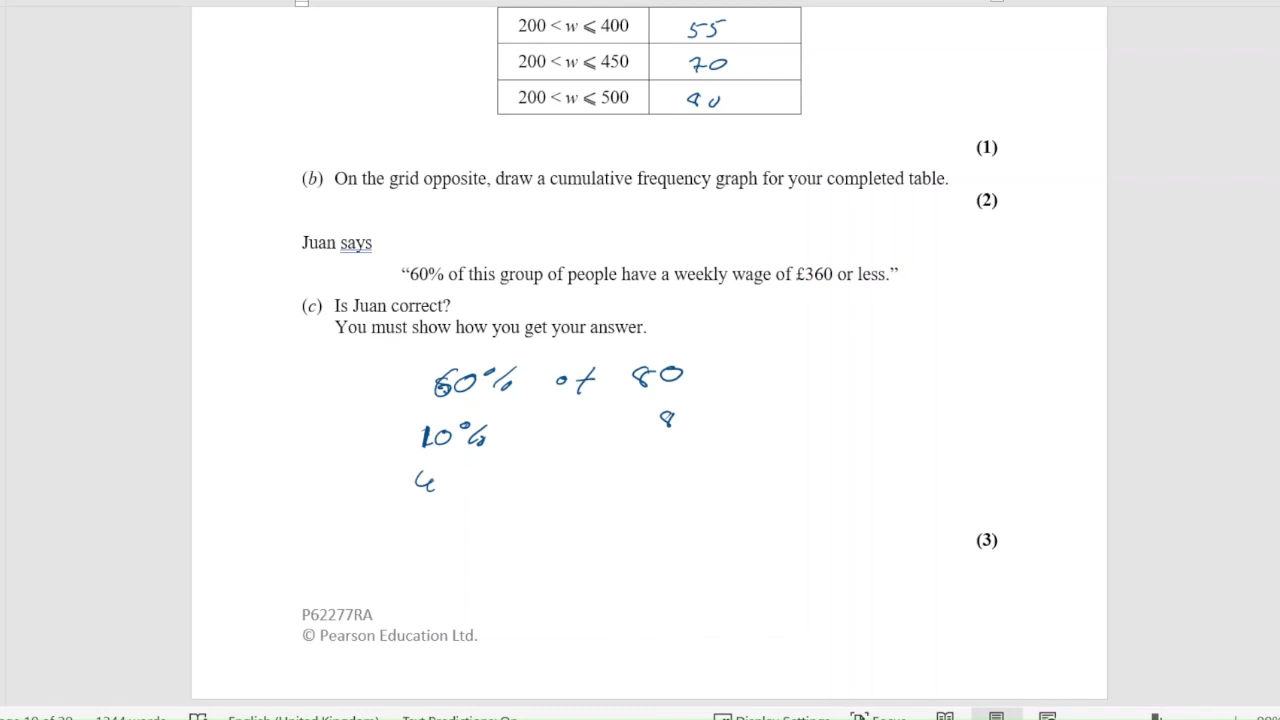 200 < w ⩽ 400 55
200 < w ⩽ 450 70
200 < w ⩽ 500 80
(1)
(b) On the grid opposite, draw a cumulative frequency graph for your completed table.
(2)
Juan says
“60% of this group of people have a weekly wage of £360 or less.”
(c) Is Juan correct?
You must show how you get your answer.
60% of 80
10% 8
(3)
P62277RA
© Pearson Education Ltd.